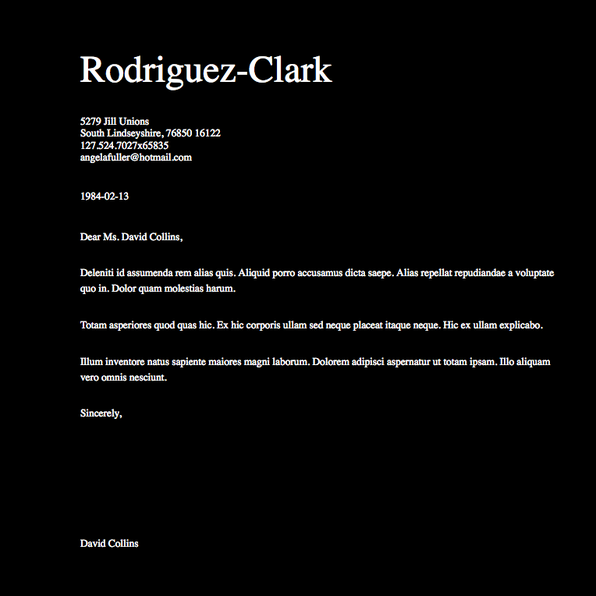 Rodriguez-Clark
5279 Jill Unions
South Lindseyshire, 76850 16122
127.524.7027x65835
angelafuller@hotmail.com
1984-02-13
Dear Ms. David Collins,
Deleniti id assumenda rem alias quis. Aliquid porro accusamus dicta saepe. Alias repellat repudiandae a voluptate
quo in. Dolor quam molestias harum.
Totam asperiores quod quas hic. Ex hic corporis ullam sed neque placeat itaque neque. Hic ex ullam explicabo.
Illum inventore natus sapiente maiores magni laborum. Dolorem adipisci aspernatur ut totam ipsam. Illo aliquam
vero omnis nesciunt.
Sincerely,
David Collins